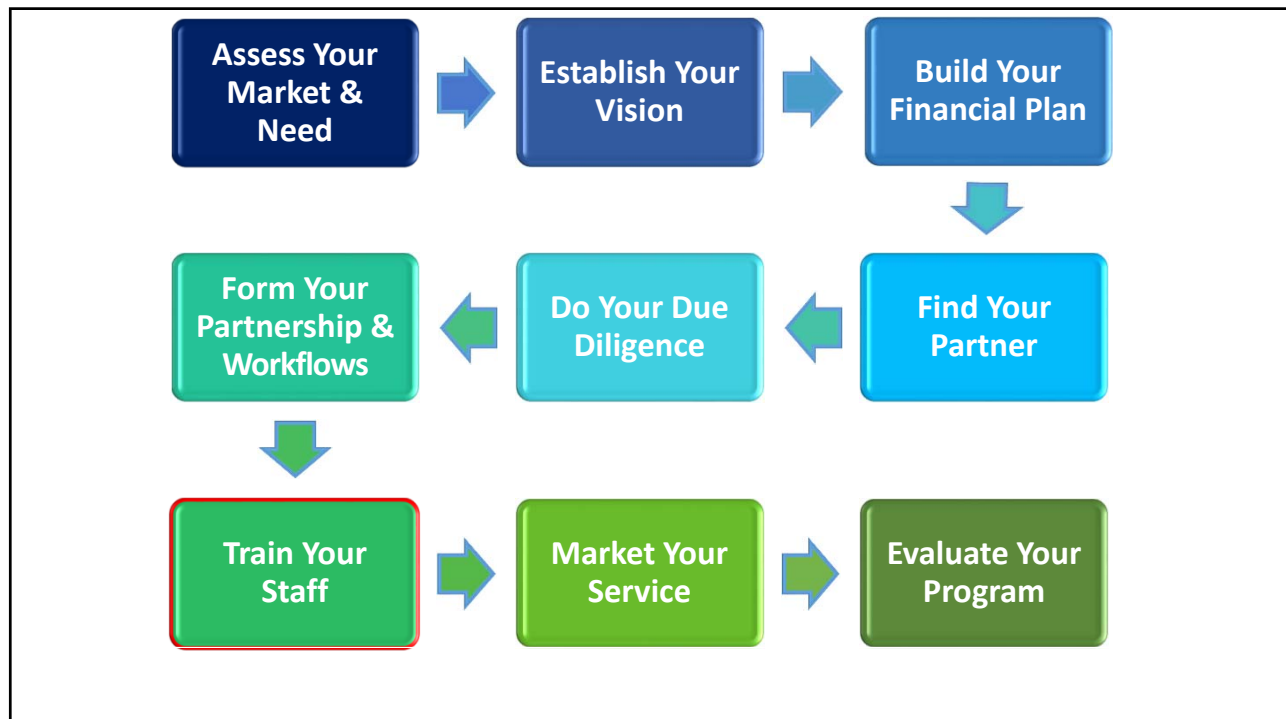 Assess Your
Market &
Need
Establish Your
Vision
Build Your
Financial Plan
Find Your
Partner
Do Your Due
Diligence
Form Your
Partnership &
Workflows
Train Your
Staff
Market Your
Service
Evaluate Your
Program